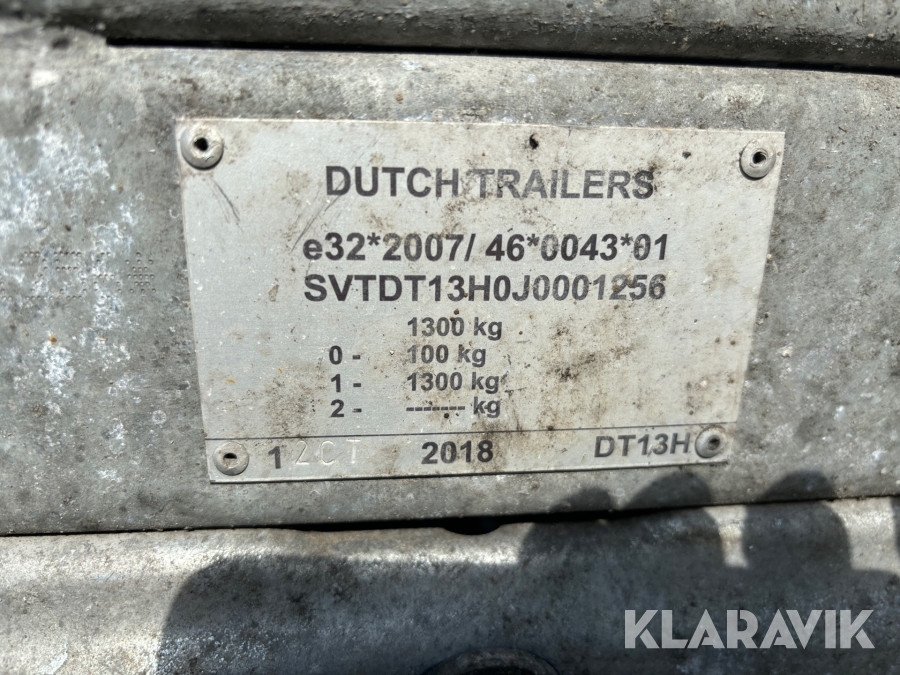 DUTCH TRAILERS
e32*2007/ 46*0043*01
SVTDT13H0J0001256
1300 kg
0 - 100 kg
1 - 1300 kg
2 - ------- kg
1 2018 DT13H
KLARAVIK